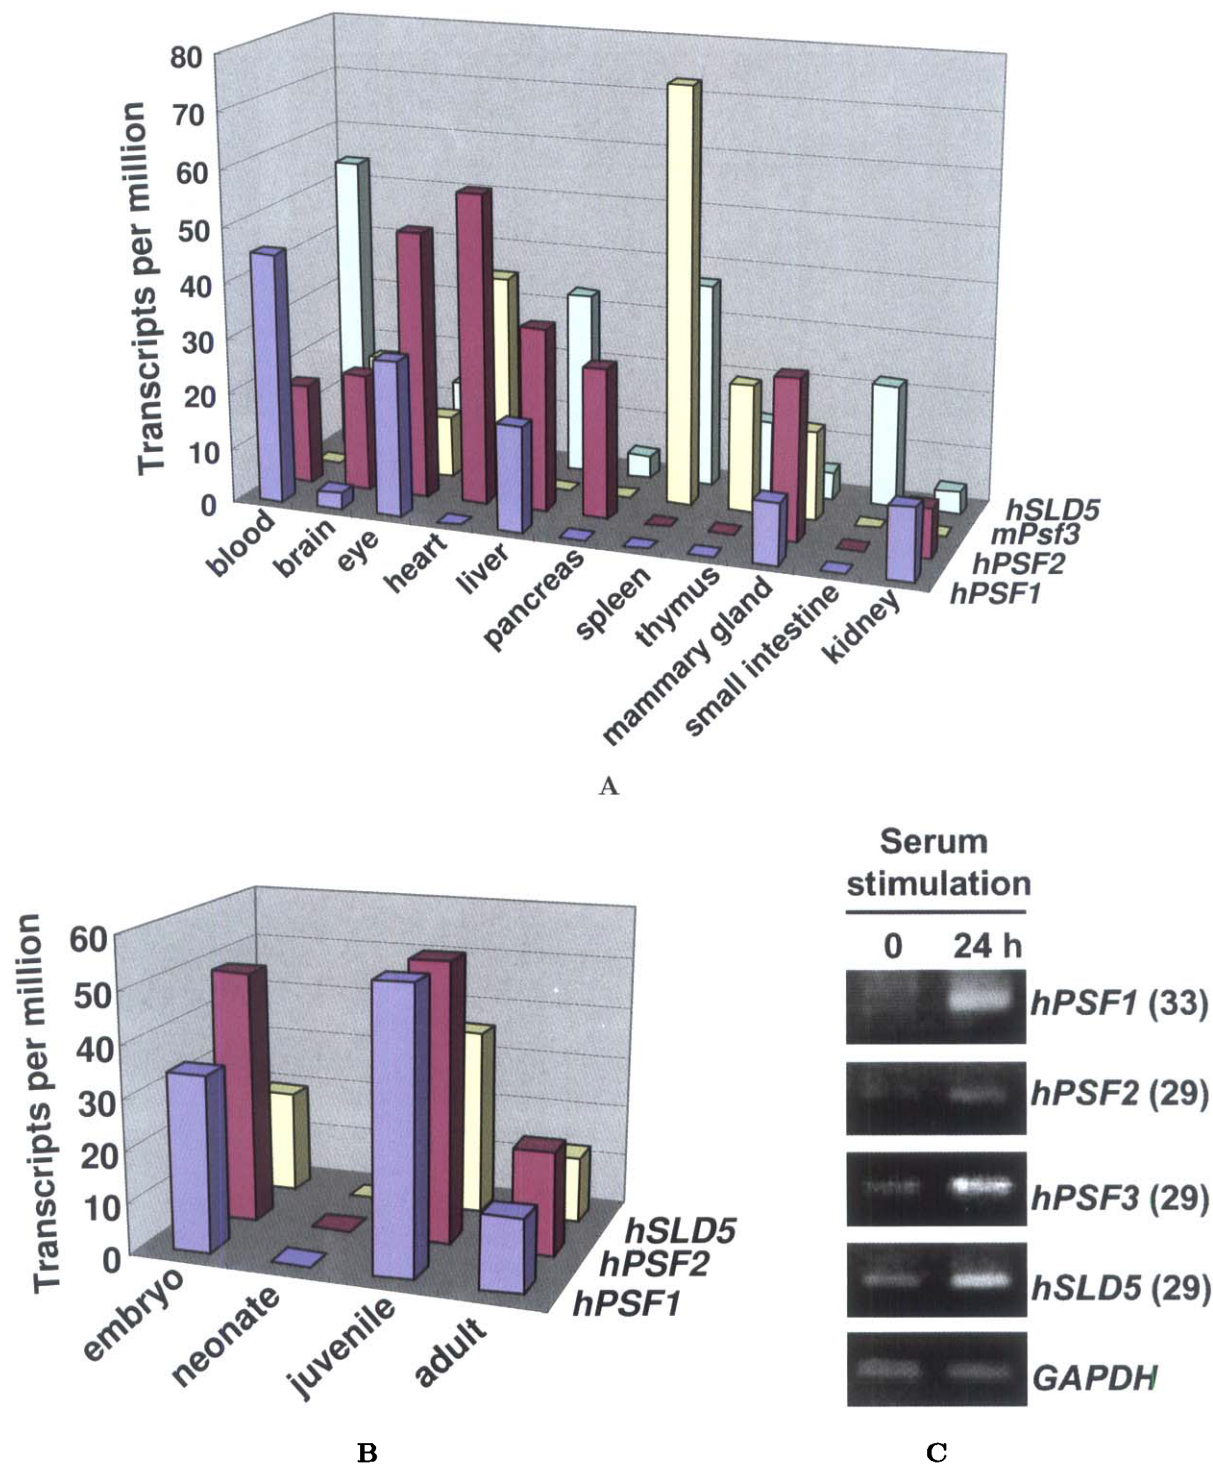 80
70
60
50
40
30
20
10
0
Transcripts per million
blood
brain
eye
heart
liver
pancreas
spleen
thymus
mammary gland
small intestine
kidney
hSLD5
mPsf3
hPSF2
hPSF1
A
60
50
40
30
20
10
0
Transcripts per million
embryo
neonate
juvenile
adult
hSLD5
hPSF2
hPSF1
B
Serum
stimulation
0 24 h
hPSF1 (33)
hPSF2 (29)
hPSF3 (29)
hSLD5 (29)
GAPDH
C